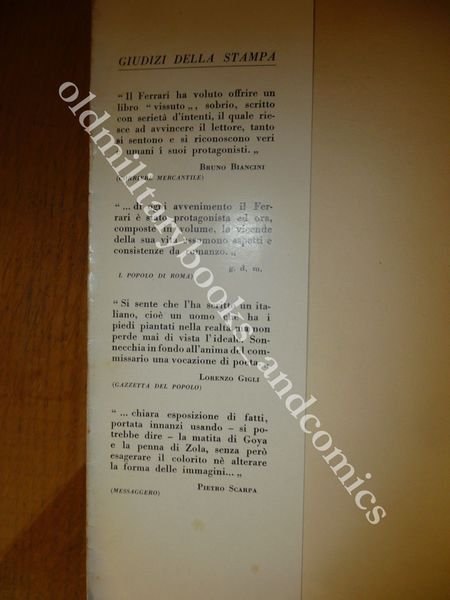 GIUDIZI DELLA STAMPA
“ Il Ferrari ha voluto offrire un
libro “ vissuto „, sobrio, scritto
con serietà d'intenti, il quale rie-
sce ad avvincere il lettore, tanto
si sentono e si riconoscono veri
e umani i suoi protagonisti. „
Bruno Biancini
(CORRIERE MERCANTILE)
“ ... di ogni avvenimento il Fer-
rari è stato protagonista ed ora,
composte in volume, le vicende
della sua vita assumono aspetti e
consistenze da romanzo. „
g. d. m.
(IL POPOLO DI ROMA)
“ Si sente che l'ha scritto un ita-
liano, cioè un uomo che ha i
piedi piantati nella realtà ma non
perde mai di vista l'ideale. Son-
necchia in fondo all'anima del com-
missario una vocazione di poeta „
Lorenzo Gigli
(GAZZETTA DEL POPOLO)
“ ... chiara esposizione di fatti,
portata innanzi usando - si po-
trebbe dire - la matita di Goya
e la penna di Zola, senza però
esagerare il colorito nè alterare
la forma delle immagini... „
Pietro Scarpa
(MESSAGGERO)
oldmilitarybooks_andcomics